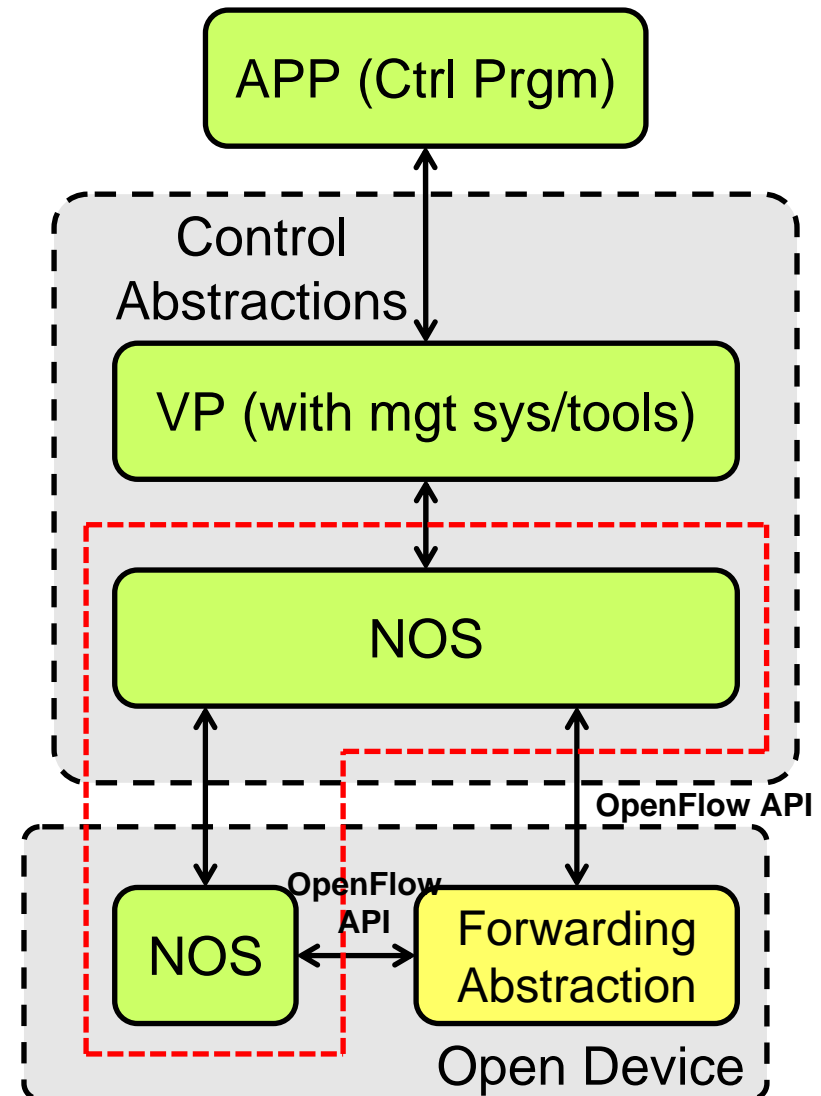 APP (Ctrl Prgm)
Control
Abstractions
VP (with mgt sys/tools)
NOS
OpenFlow API
OpenFlow
API
NOS
Forwarding
Abstraction
Open Device